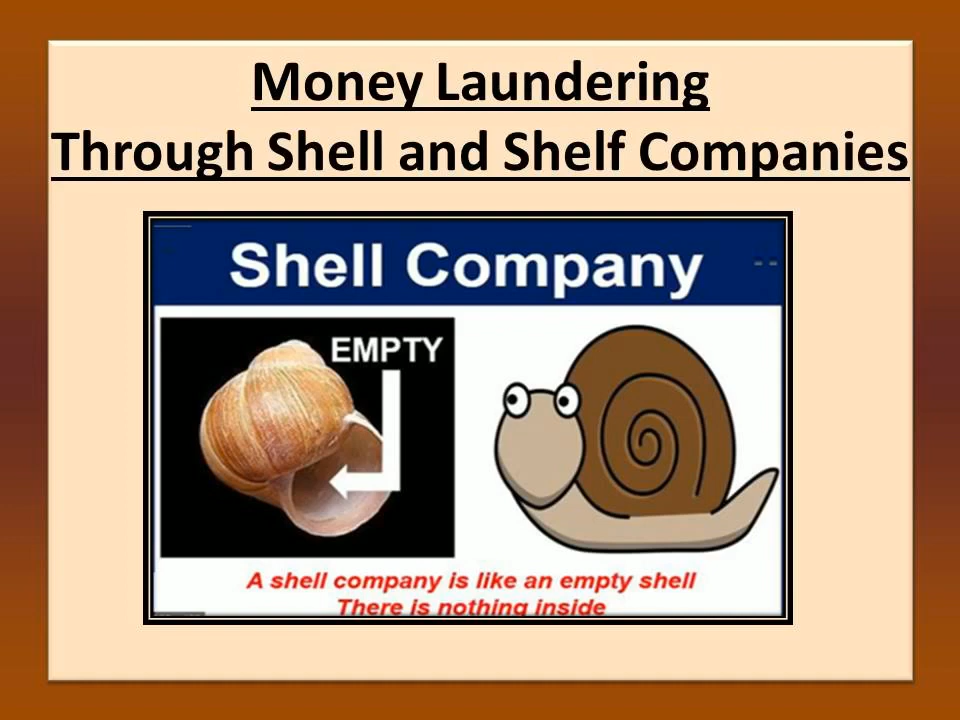 Money Laundering
Through Shell and Shelf Companies
Shell Company
EMPTY
A shell company is like an empty shell
There is nothing inside